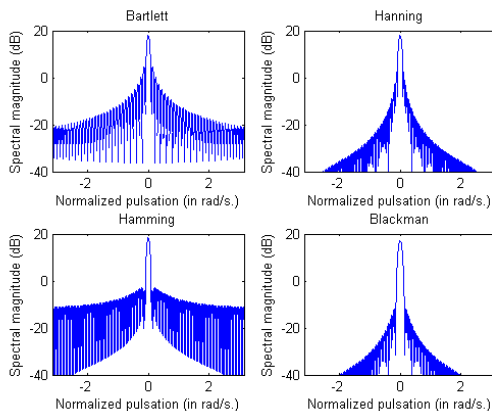 Bartlett
Spectral magnitude (dB)
20
0
-20
-40
-2
0
2
Normalized pulsation (in rad/s.)
Hanning
Spectral magnitude (dB)
20
0
-20
-40
-2
0
2
Normalized pulsation (in rad/s.)
Hamming
Spectral magnitude (dB)
20
0
-20
-40
-2
0
2
Normalized pulsation (in rad/s.)
Blackman
Spectral magnitude (dB)
20
0
-20
-40
-2
0
2
Normalized pulsation (in rad/s.)